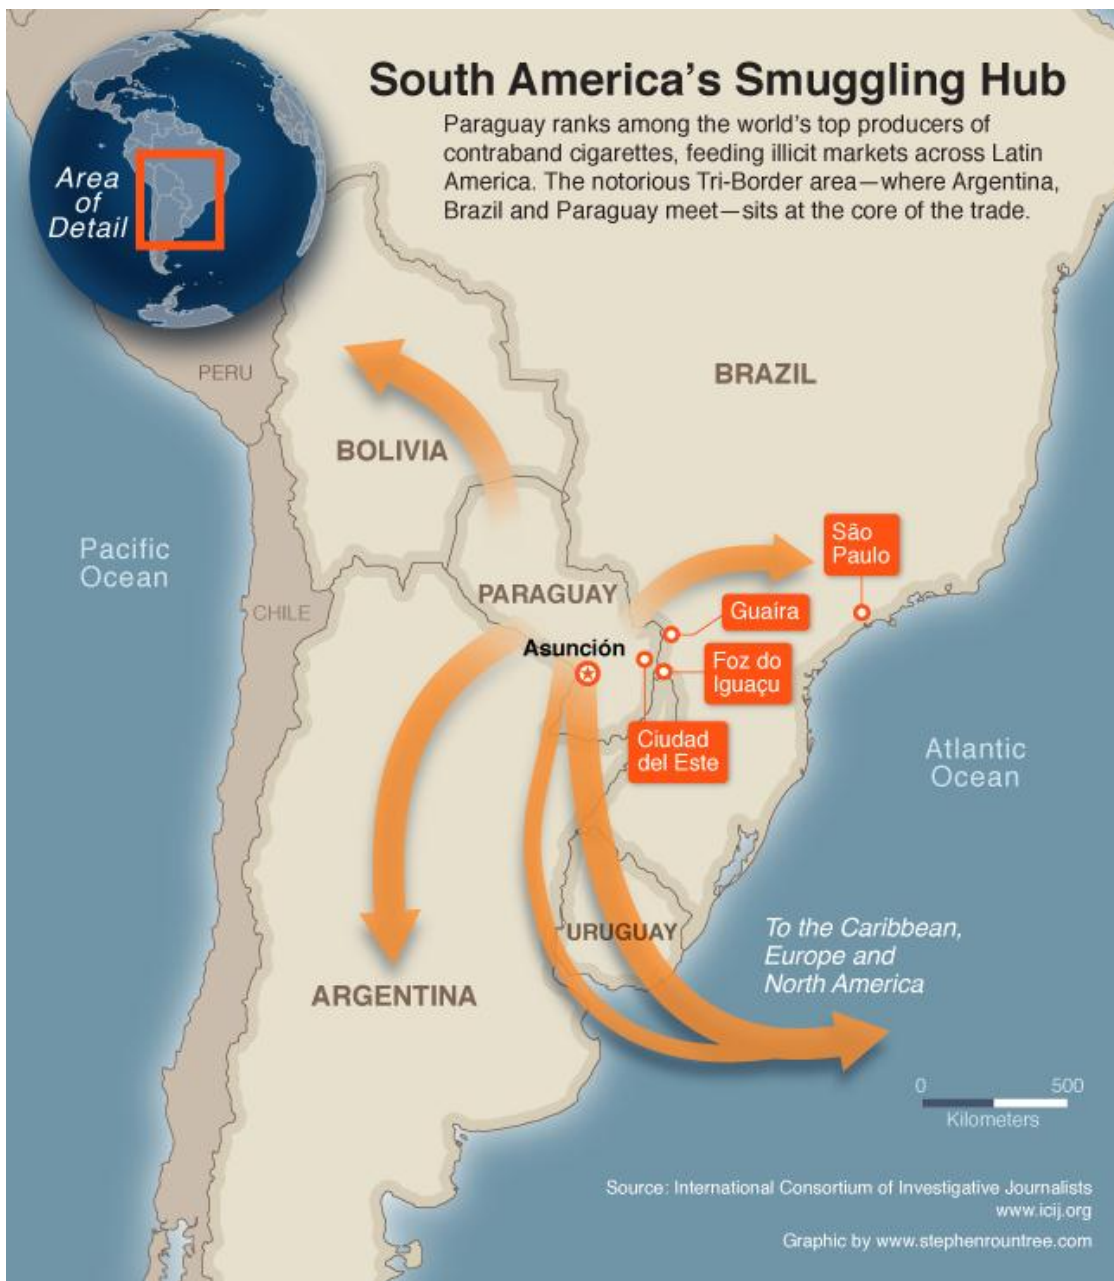 South America's Smuggling Hub
Paraguay ranks among the world's top producers of
contraband cigarettes, feeding illicit markets across Latin
America. The notorious Tri-Border area—where Argentina,
Brazil and Paraguay meet—sits at the core of the trade.
Area
of
Detail
PERU
BRAZIL
BOLIVIA
Pacific
Ocean
São
Paulo
CHILE
PARAGUAY
Guaíra
Asunción
Foz do
Iguaçu
Ciudad
del Este
Atlantic
Ocean
URUGUAY
To the Caribbean,
Europe and
North America
ARGENTINA
0 500
Kilometers
Source: International Consortium of Investigative Journalists
www.icij.org
Graphic by www.stephenrountree.com